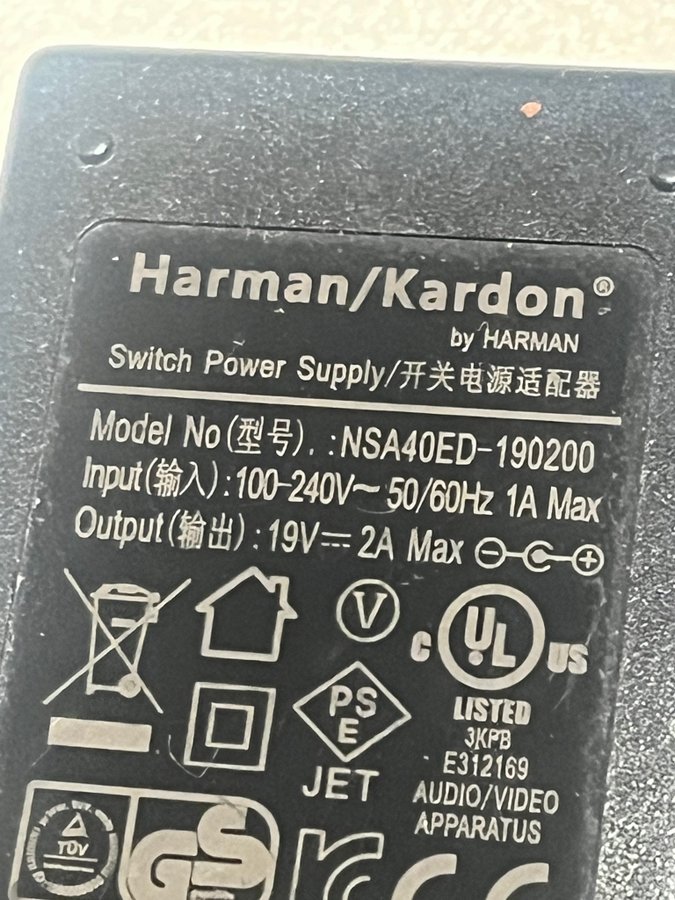 Harman/Kardon®
by HARMAN
Switch Power Supply/开关电源适配器
Model No(型号).:NSA40ED-190200
Input(输入):100-240V~ 50/60Hz 1A Max
Output(输出):19V⎓2A Max
V
C UL US
LISTED
PS
E
3KPB
JET
E312169
AUDIO/VIDEO
APPARATUS
TÜV
GS